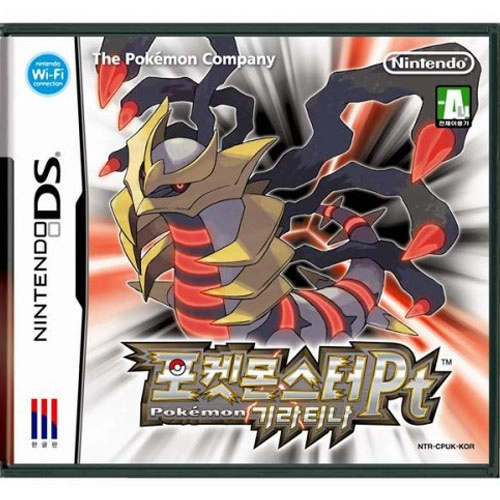 Nintendo
Wi-Fi
connection
The Pokémon Company
Nintendo
A
전체이용가
NINTENDO DS
포켓몬스터Pt
TM
Pokémon
기라티나
한글판
NTR-CPUK-KOR